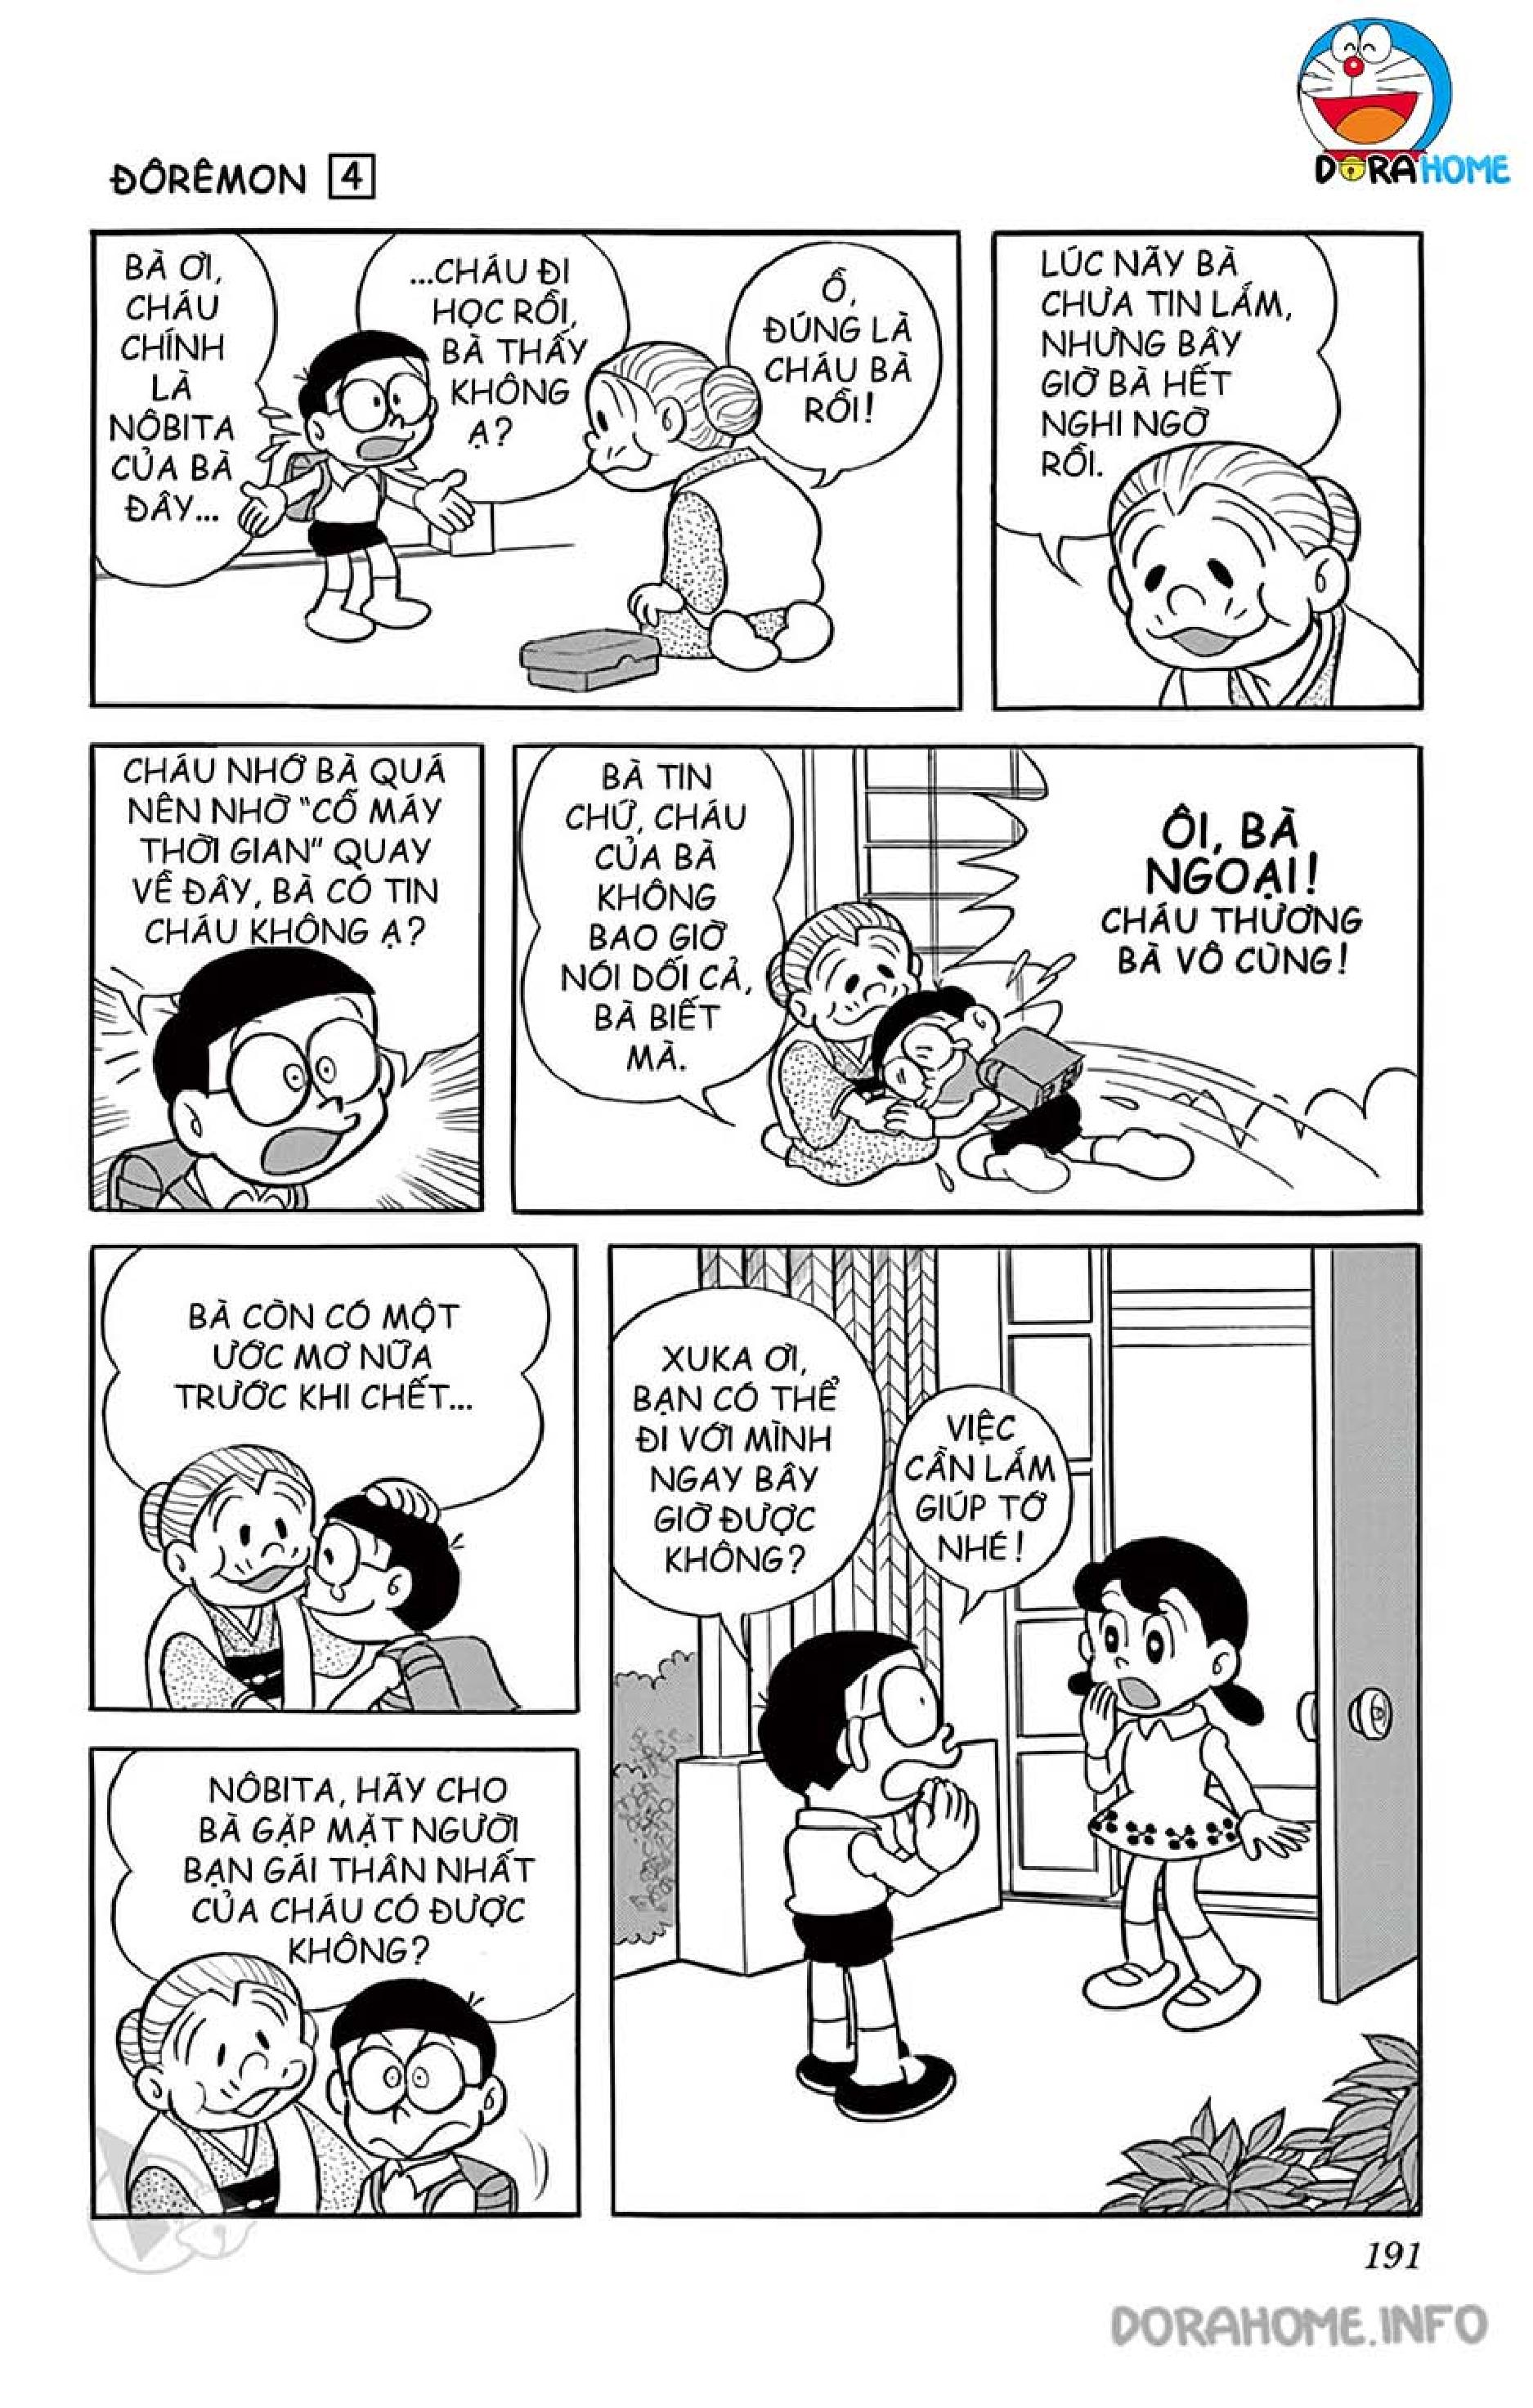 DORAHOME
ĐÔRÊMON 4
BÀ ƠI,
CHÁU
CHÍNH
LÀ
NÔBITA
CỦA BÀ
ĐÂY...
...CHÁU ĐI
HỌC RỒI,
BÀ THẤY
KHÔNG
Ạ?
Ồ,
ĐÚNG LÀ
CHÁU BÀ
RỒI!
LÚC NÃY BÀ
CHƯA TIN LẮM,
NHƯNG BÂY
GIỜ BÀ HẾT
NGHI NGỜ
RỒI.
CHÁU NHỚ BÀ QUÁ
NÊN NHỜ "CỖ MÁY
THỜI GIAN" QUAY
VỀ ĐÂY, BÀ CÓ TIN
CHÁU KHÔNG Ạ?
BÀ TIN
CHỨ, CHÁU
CỦA BÀ
KHÔNG
BAO GIỜ
NÓI DỐI CẢ,
BÀ BIẾT
MÀ.
ÔI, BÀ
NGOẠI!
CHÁU THƯƠNG
BÀ VÔ CÙNG!
BÀ CÒN CÓ MỘT
ƯỚC MƠ NỮA
TRƯỚC KHI CHẾT...
NÔBITA, HÃY CHO
BÀ GẶP MẶT NGƯỜI
BẠN GÁI THÂN NHẤT
CỦA CHÁU CÓ ĐƯỢC
KHÔNG?
XUKA ƠI,
BẠN CÓ THỂ
ĐI VỚI MÌNH
NGAY BÂY
GIỜ ĐƯỢC
KHÔNG?
VIỆC
CẦN LẮM
GIÚP TỚ
NHÉ!
191
DORAHOME.INFO